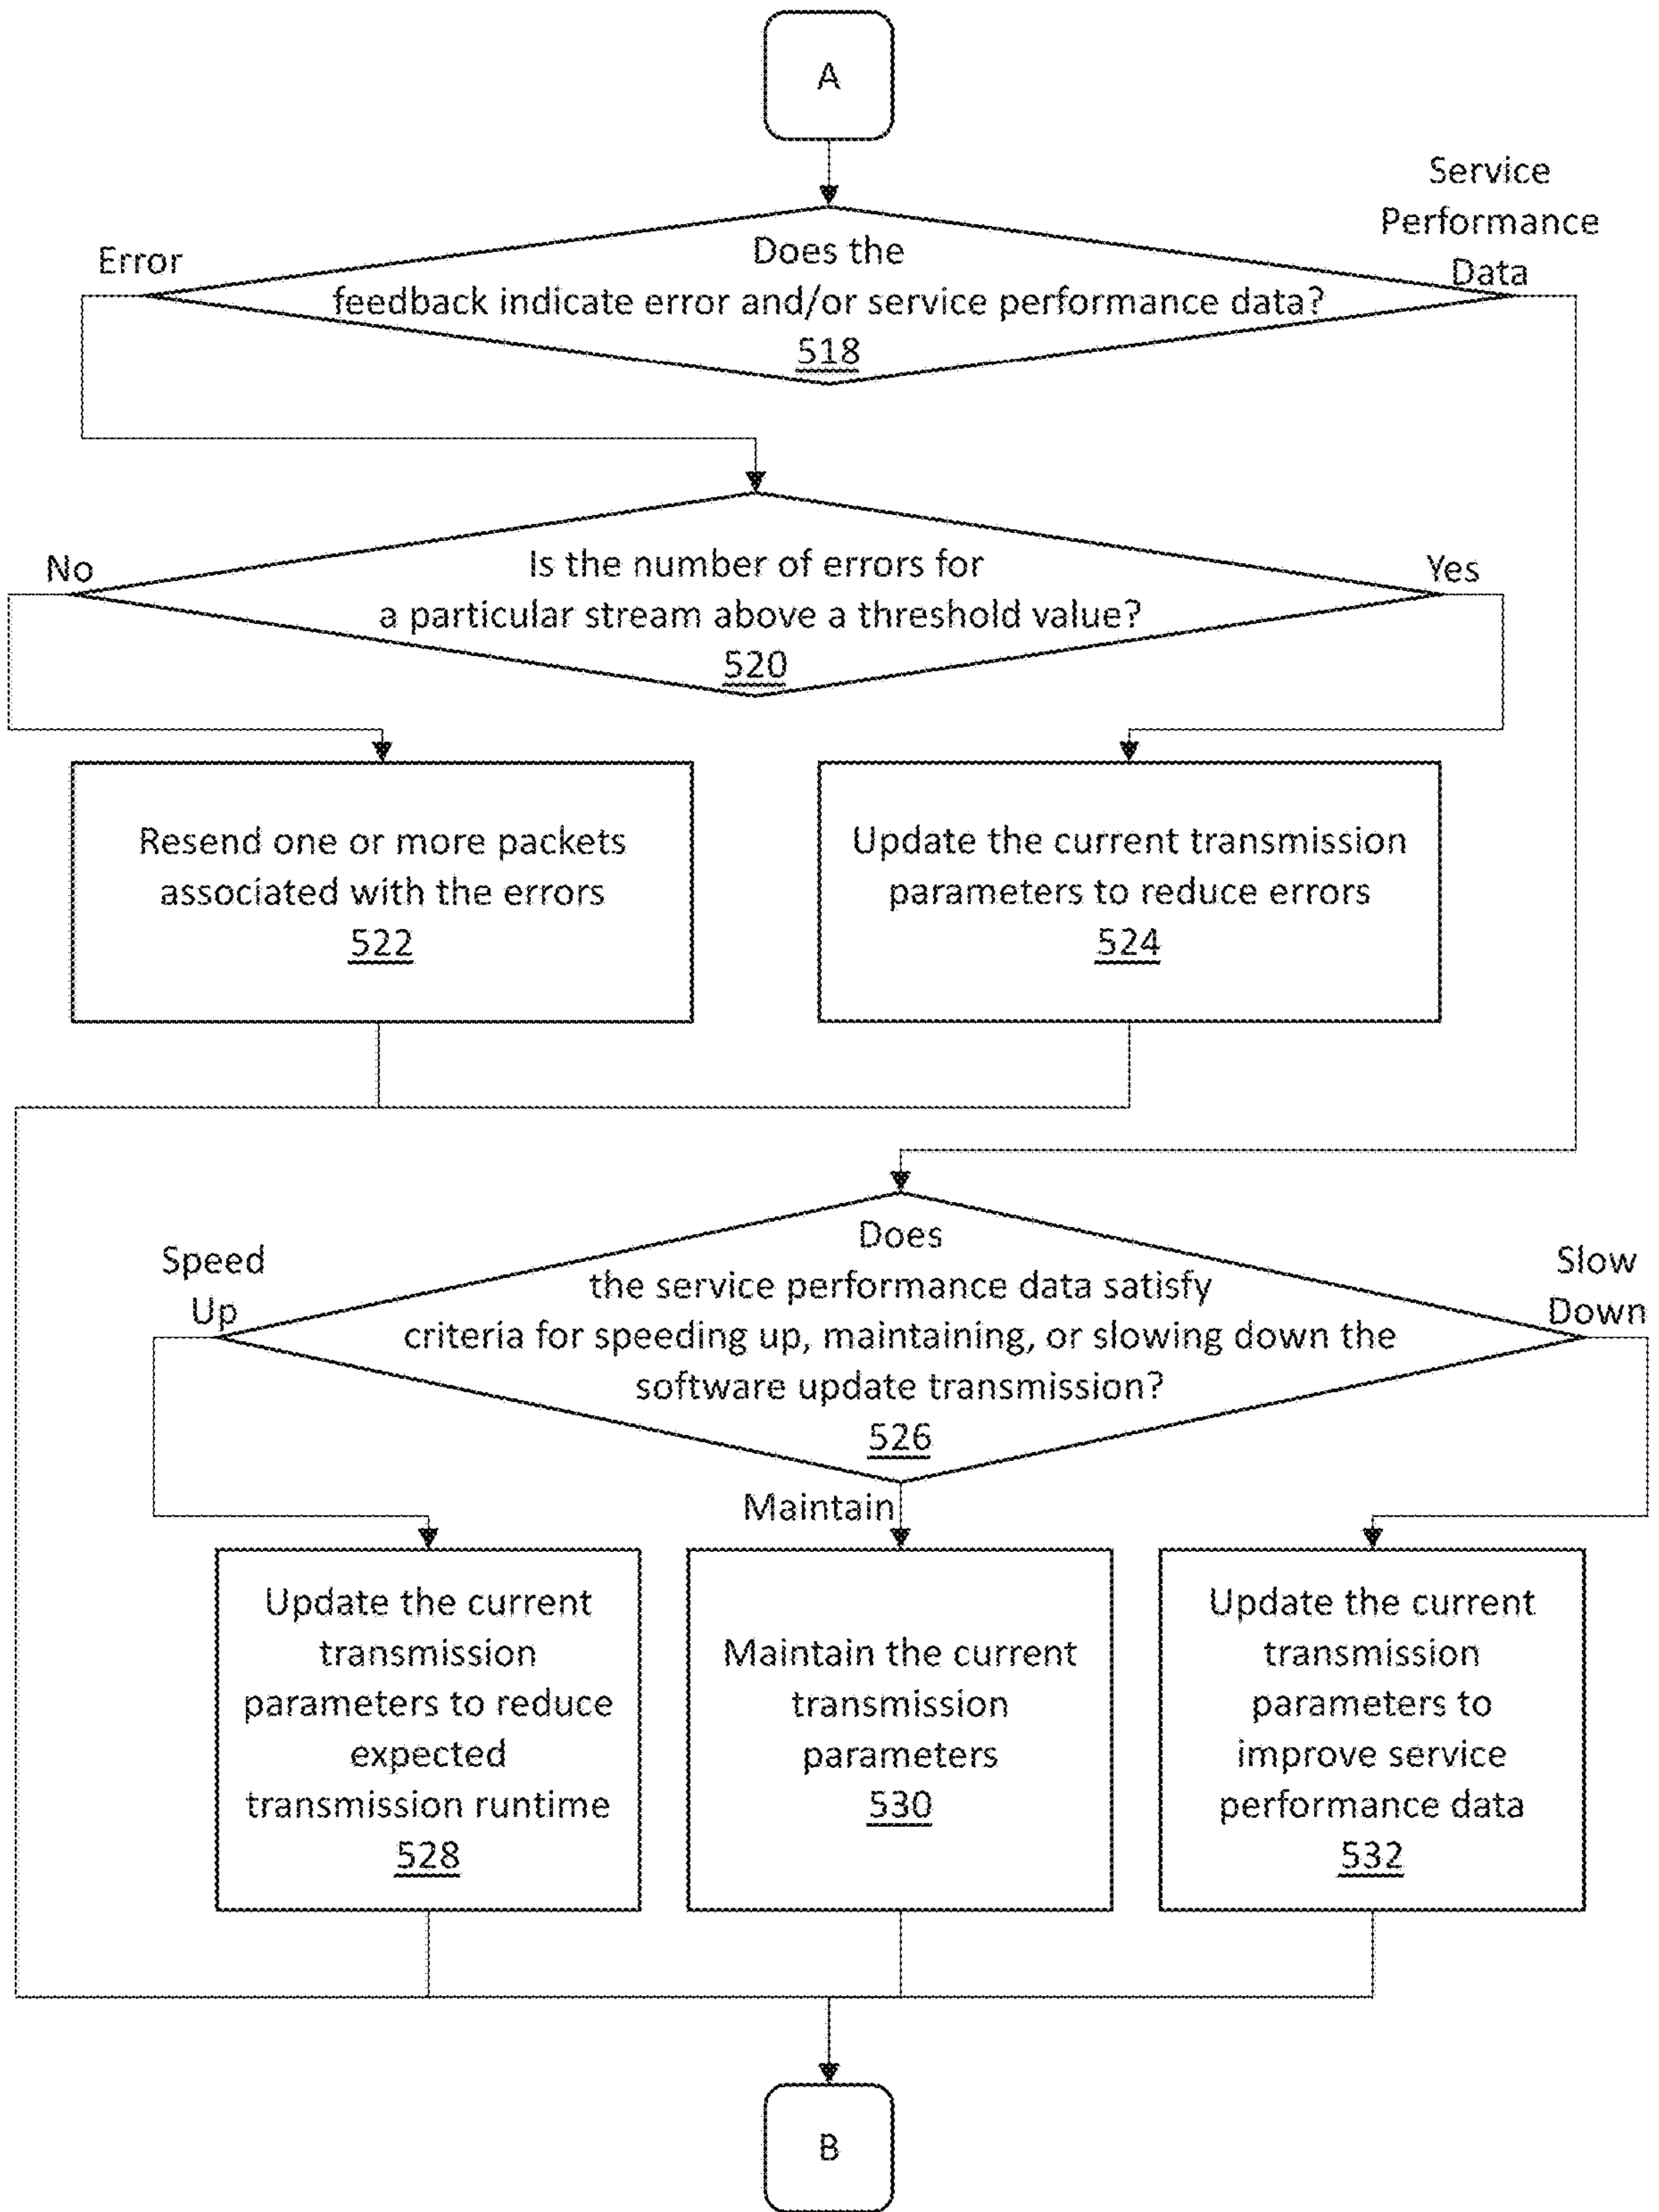 A
Service
Performance
Data
Error
Does the
feedback indicate error and/or service performance data?
518
No
Is the number of errors for
a particular stream above a threshold value?
520
Yes
Resend one or more packets
associated with the errors
522
Update the current transmission
parameters to reduce errors
524
Speed
Up
Does
the service performance data satisfy
criteria for speeding up, maintaining, or slowing down the
software update transmission?
526
Slow
Down
Maintain
Update the current
transmission
parameters to reduce
expected
transmission runtime
528
Maintain the current
transmission
parameters
530
Update the current
transmission
parameters to
improve service
performance data
532
B